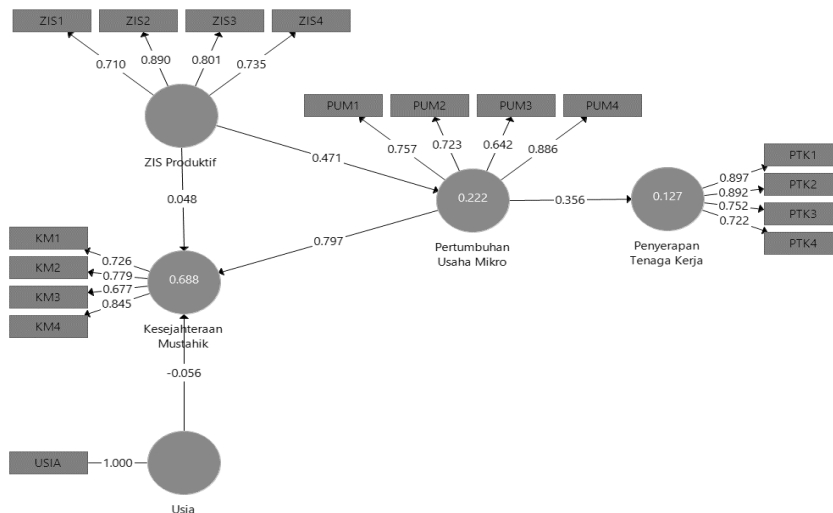 ZIS1
ZIS2
ZIS3
ZIS4
0.710
0.890
0.801
0.735
ZIS Produktif
PUM1
PUM2
PUM3
PUM4
0.757
0.723
0.642
0.886
0.471
0.222
Pertumbuhan
Usaha Mikro
0.356
0.127
Penyerapan
Tenaga Kerja
PTK1
PTK2
PTK3
PTK4
0.897
0.892
0.752
0.722
0.048
0.797
KM1
KM2
KM3
KM4
0.726
0.779
0.677
0.845
0.688
Kesejahteraan
Mustahik
-0.056
USIA
1.000
Usia